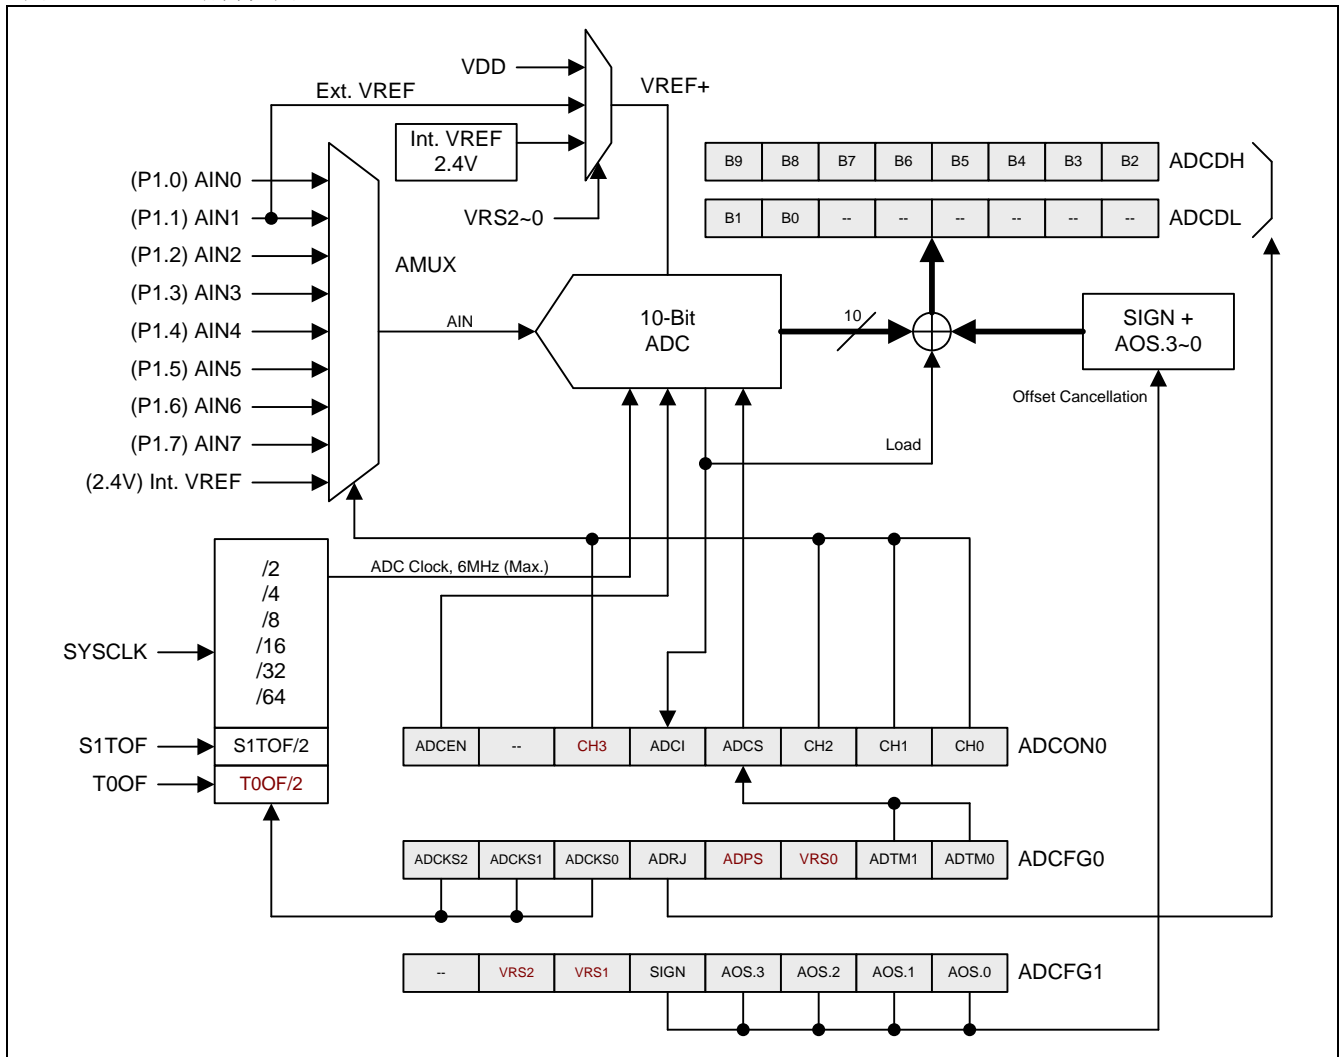 VDD
Ext. VREF
VREF+
Int. VREF
2.4V
VRS2~0
B9 B8 B7 B6 B5 B4 B3 B2 ADCDH
B1 B0 -- -- -- -- -- -- ADCDL
(P1.0) AIN0
(P1.1) AIN1
(P1.2) AIN2
(P1.3) AIN3
(P1.4) AIN4
(P1.5) AIN5
(P1.6) AIN6
(P1.7) AIN7
(2.4V) Int. VREF
AMUX
AIN
10-Bit
ADC
10
SIGN +
AOS.3~0
Offset Cancellation
Load
/2
/4
/8
/16
/32
/64
ADC Clock, 6MHz (Max.)
SYSCLK
S1TOF
S1TOF/2
T0OF
T0OF/2
ADCEN -- CH3 ADCI ADCS CH2 CH1 CH0 ADCON0
ADCKS2 ADCKS1 ADCKS0 ADRJ ADPS VRS0 ADTM1 ADTM0 ADCFG0
-- VRS2 VRS1 SIGN AOS.3 AOS.2 AOS.1 AOS.0 ADCFG1